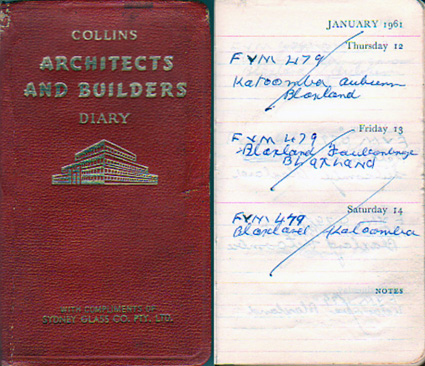 COLLINS
ARCHITECTS
AND BUILDERS
DIARY
WITH COMPLIMENTS OF
SYDNEY GLASS CO. PTY. LTD.
JANUARY 1961
Thursday 12
FYM 479
Katoomba auburn
Blaxland
Friday 13
FYM 479
Blaxland Faulconbridge
BLAXLAND
Saturday 14
FYM 479
Blaxland Katoomba
NOTES